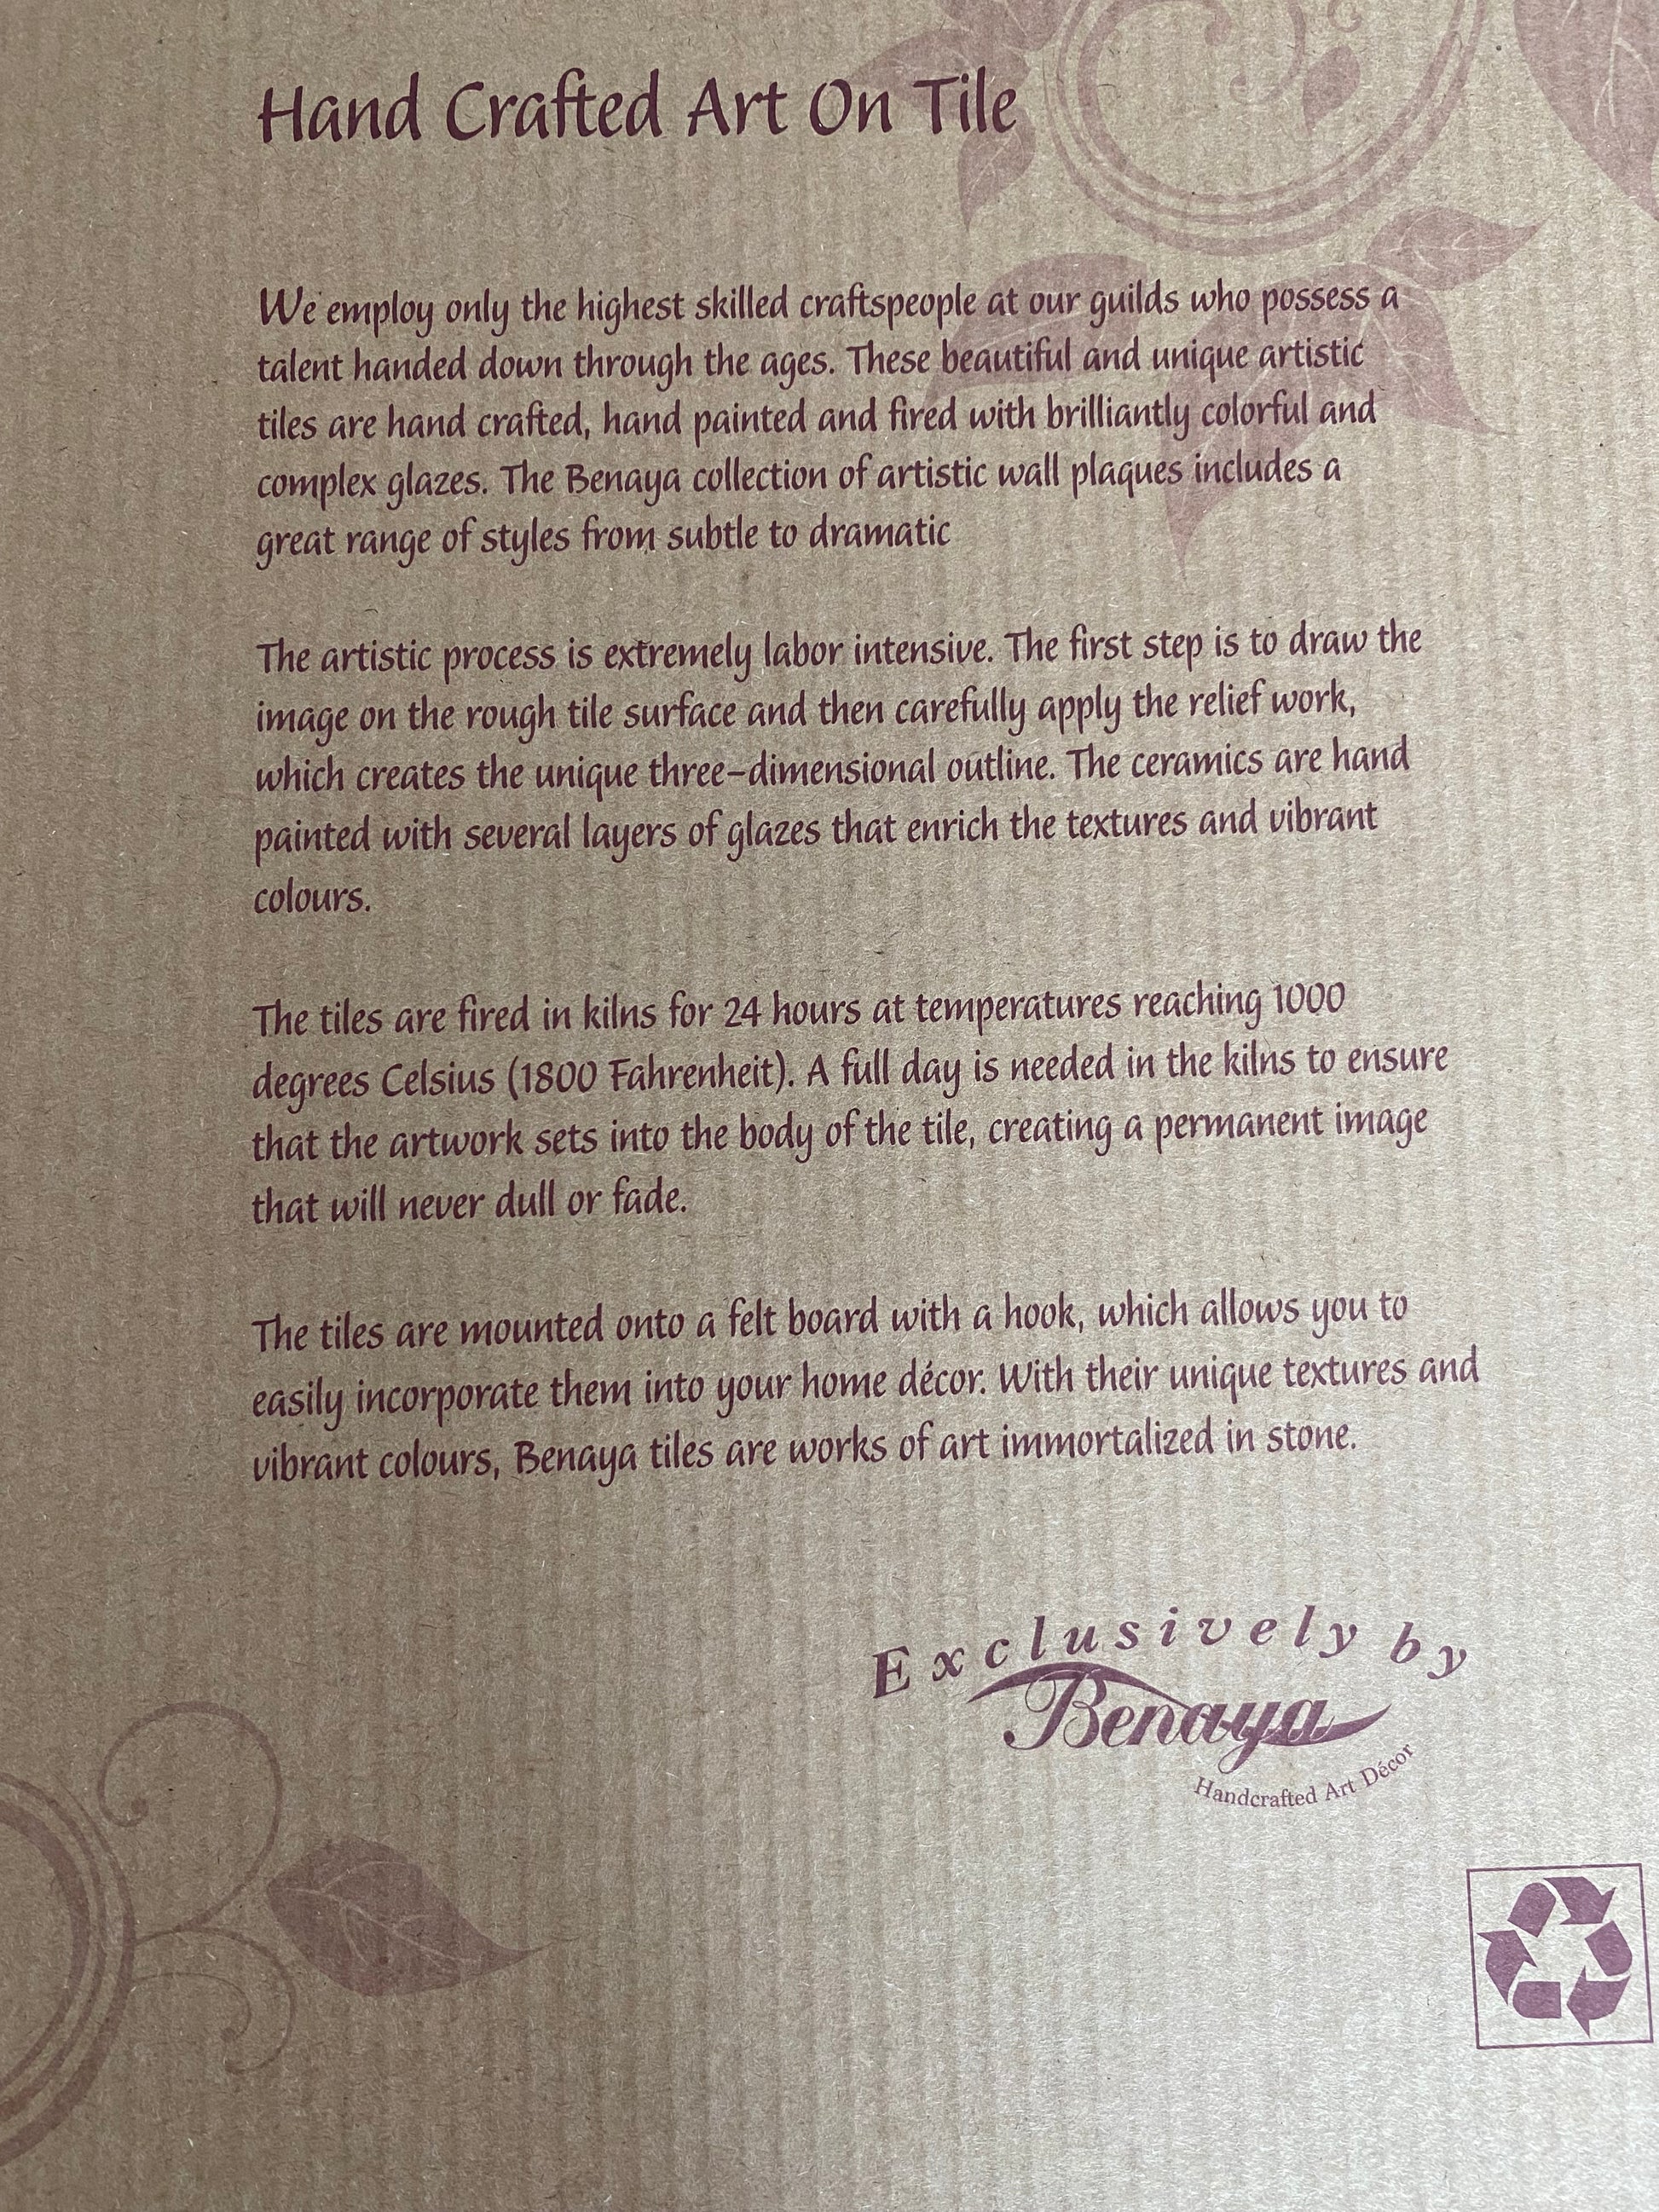 Hand Crafted Art On Tile
We employ only the highest skilled craftspeople at our guilds who possess a
talent handed down through the ages. These beautiful and unique artistic
tiles are hand crafted, hand painted and fired with brilliantly colorful and
complex glazes. The Benaya collection of artistic wall plaques includes a
great range of styles from subtle to dramatic
The artistic process is extremely labor intensive. The first step is to draw the
image on the rough tile surface and then carefully apply the relief work,
which creates the unique three-dimensional outline. The ceramics are hand
painted with several layers of glazes that enrich the textures and vibrant
colours.
The tiles are fired in kilns for 24 hours at temperatures reaching 1000
degrees Celsius (1800 Fahrenheit). A full day is needed in the kilns to ensure
that the artwork sets into the body of the tile, creating a permanent image
that will never dull or fade.
The tiles are mounted onto a felt board with a hook, which allows you to
easily incorporate them into your home décor. With their unique textures and
vibrant colours, Benaya tiles are works of art immortalized in stone.
Exclusively by
Benaya
Handcrafted Art Décor